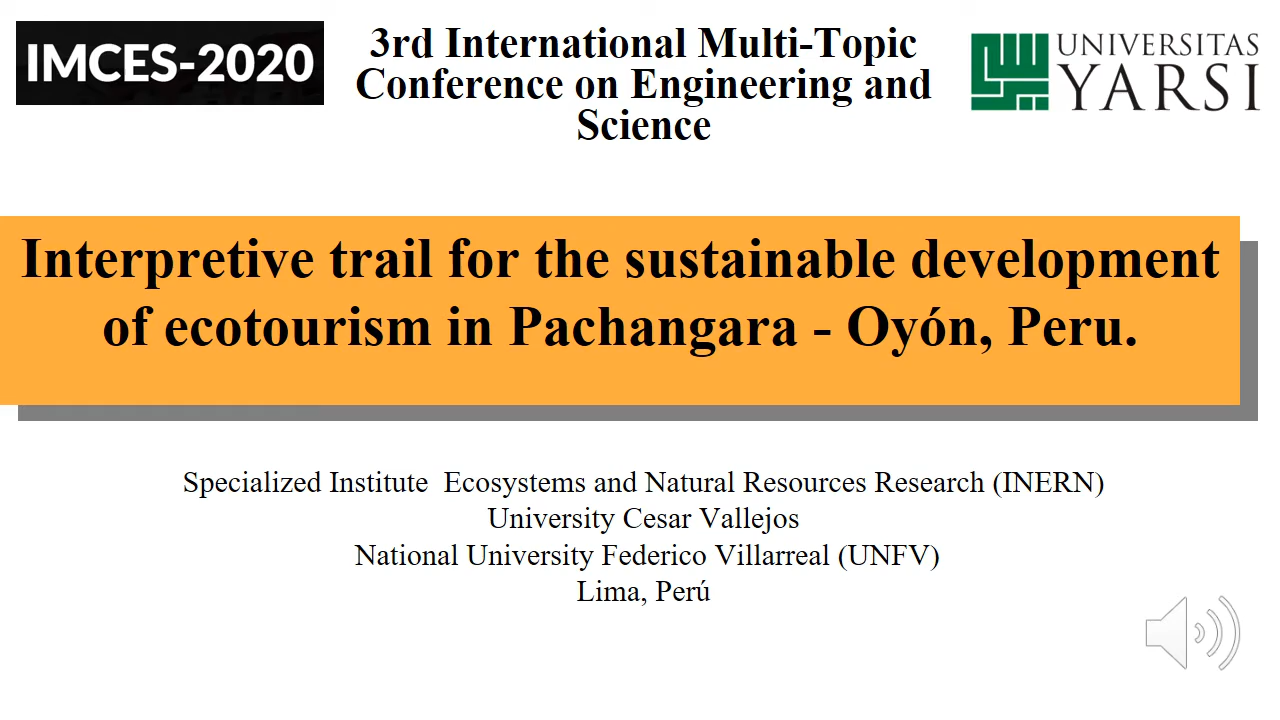 IMCES-2020
3rd International Multi-Topic
Conference on Engineering and
Science
UNIVERSITAS
YARSI
Interpretive trail for the sustainable development
of ecotourism in Pachangara - Oyón, Peru.
Specialized Institute  Ecosystems and Natural Resources Research (INERN)
University Cesar Vallejos
National University Federico Villarreal (UNFV)
Lima, Perú